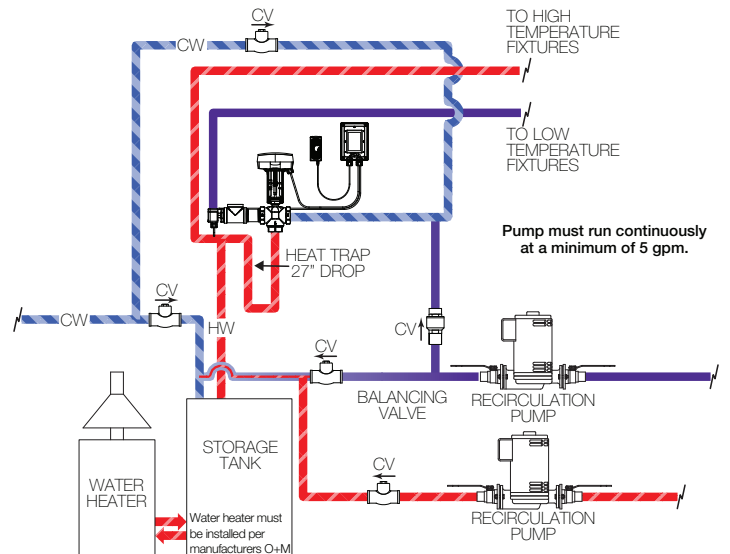 CV
CW
TO HIGH
TEMPERATURE
FIXTURES
TO LOW
TEMPERATURE
FIXTURES
Pump must run continuously
at a minimum of 5 gpm.
HEAT TRAP
27" DROP
CV
CW
HW
CV
CV
BALANCING
VALVE
RECIRCULATION
PUMP
STORAGE
TANK
WATER
HEATER
CV
Water heater must
be installed per
manufacturers O+M
RECIRCULATION
PUMP